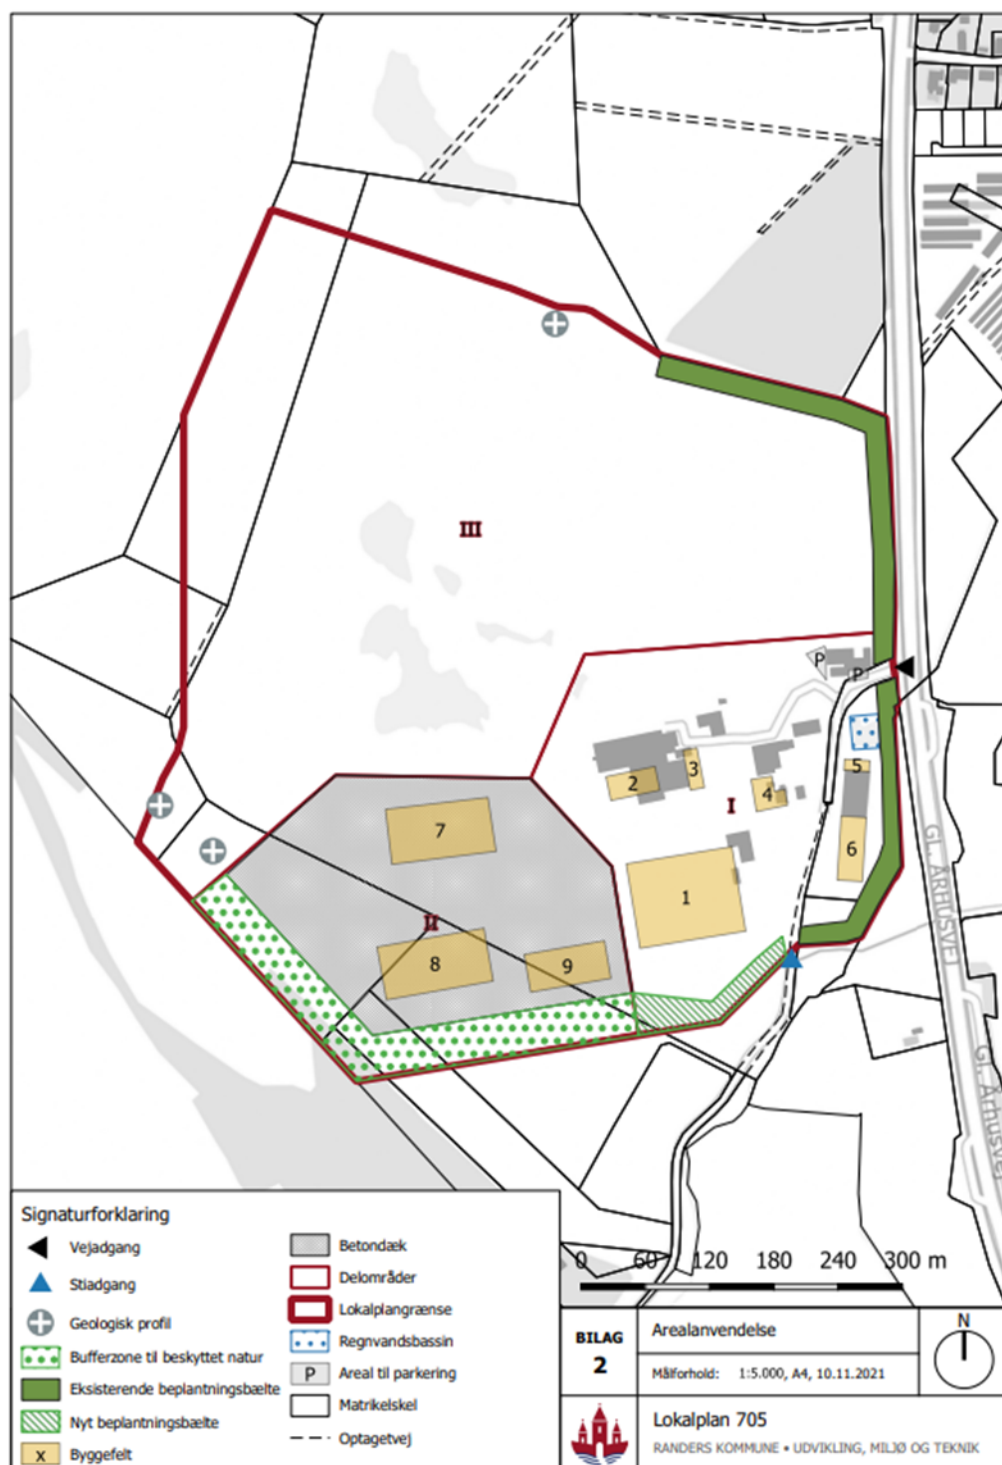 III
P
P
3
2
5
4
I
7
6
1
GL. ÅRHUSVEJ
II
8
9
Gl. Århusvej
0 60 120 180 240 300 m
Signaturforklaring
Vejadgang
Stiadgang
Geologisk profil
Bufferzone til beskyttet natur
Eksisterende beplantningsbælte
Nyt beplantningsbælte
x Byggefelt
Betondæk
Delområder
Lokalplangrænse
Regnvandsbassin
P Areal til parkering
Matrikelskel
Optagetvej
BILAG
2
Arealanvendelse
Målforhold: 1:5.000, A4, 10.11.2021
N
Lokalplan 705
RANDERS KOMMUNE • UDVIKLING, MILJØ OG TEKNIK